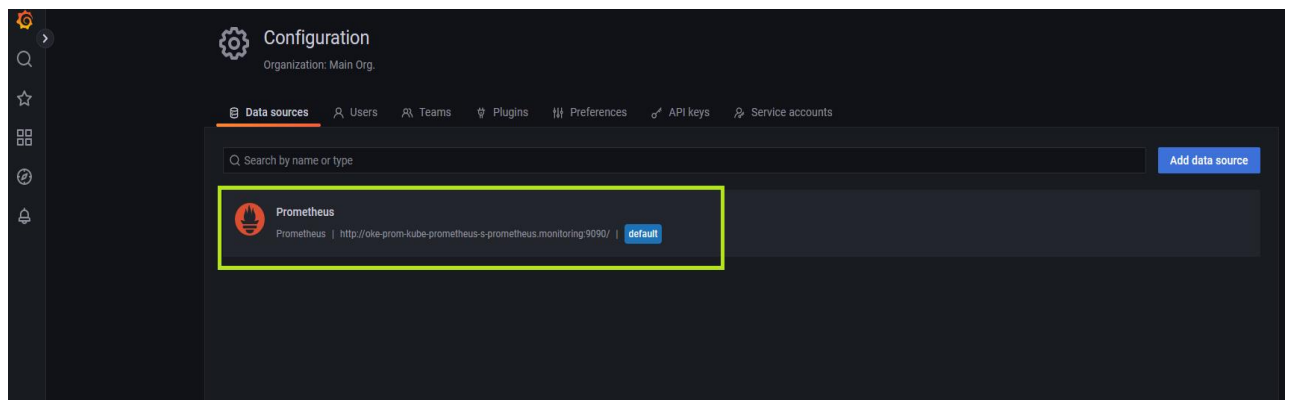 Configuration
Organization: Main Org.
Data sources Users Teams Plugins Preferences API keys Service accounts
Search by name or type Add data source
Prometheus
Prometheus | http://oke-prom-kube-prometheus-s-prometheus.monitoring:9090/ | default